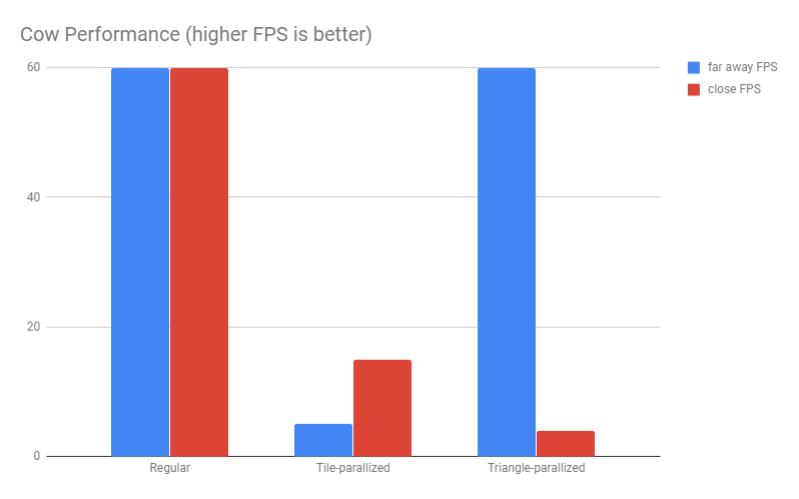 Cow Performance (higher FPS is better)
60
40
20
0
Regular
Tile-parallized
Triangle-parallized
far away FPS
close FPS